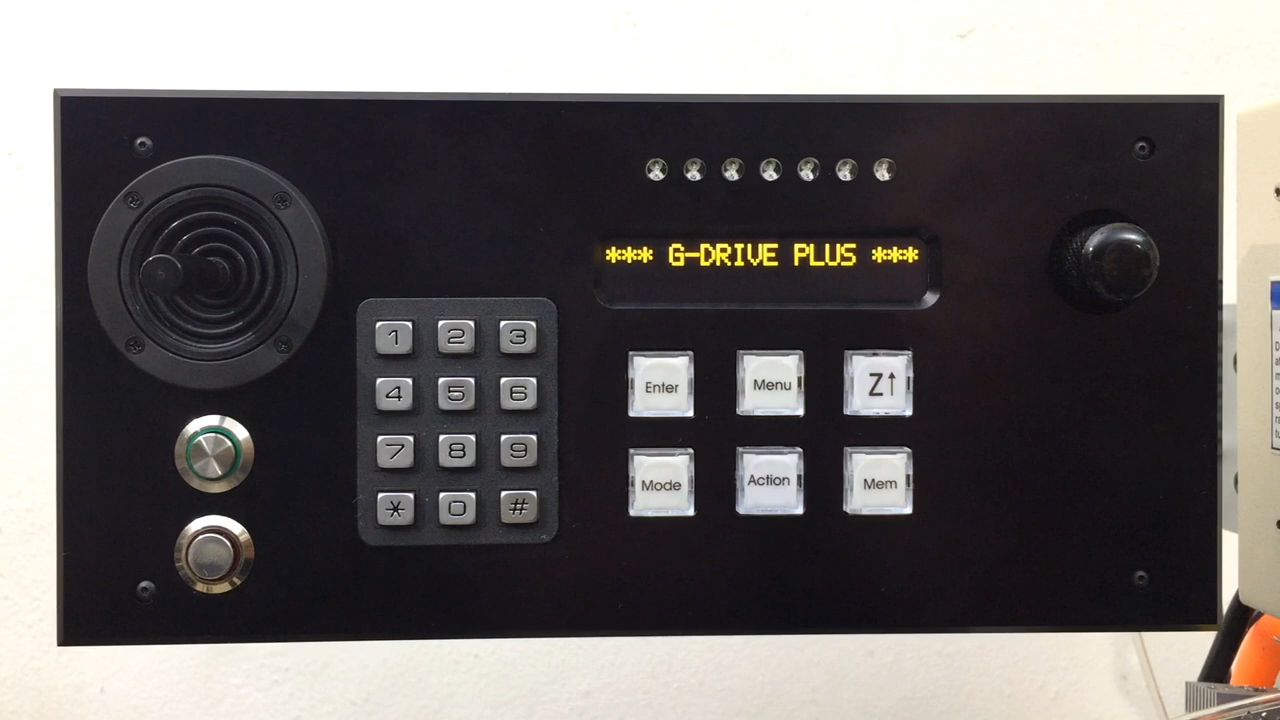 *** G-DRIVE PLUS ***
1 2 3
4 5 6
7 8 9
* 0 #
Enter Menu Z↑
Mode Action Mem